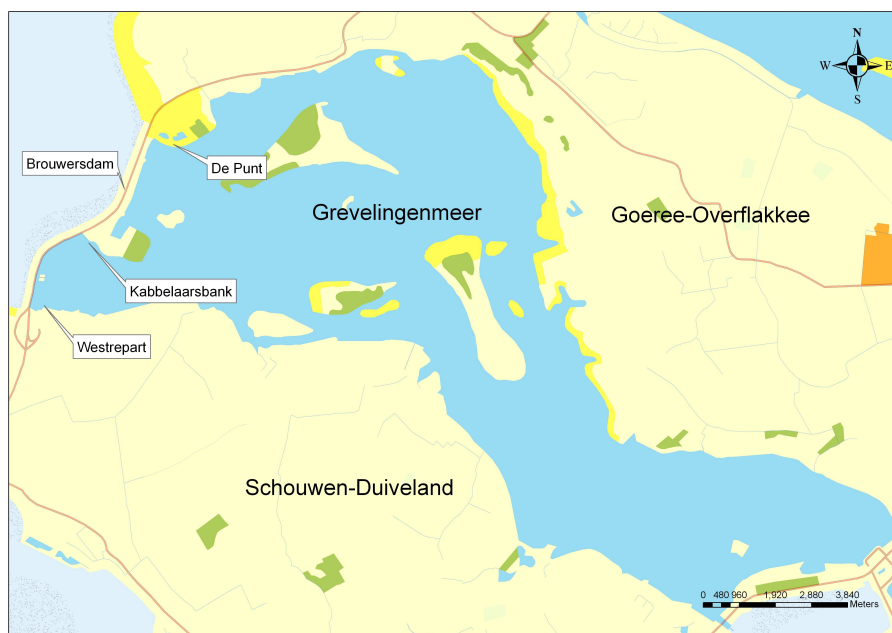 N
W E
S
Brouwersdam
De Punt
Grevelingenmeer
Goeree-Overflakkee
Kabbelaarsbank
Westrepart
Schouwen-Duiveland
0 480 960 1,920 2,880 3,840
Meters